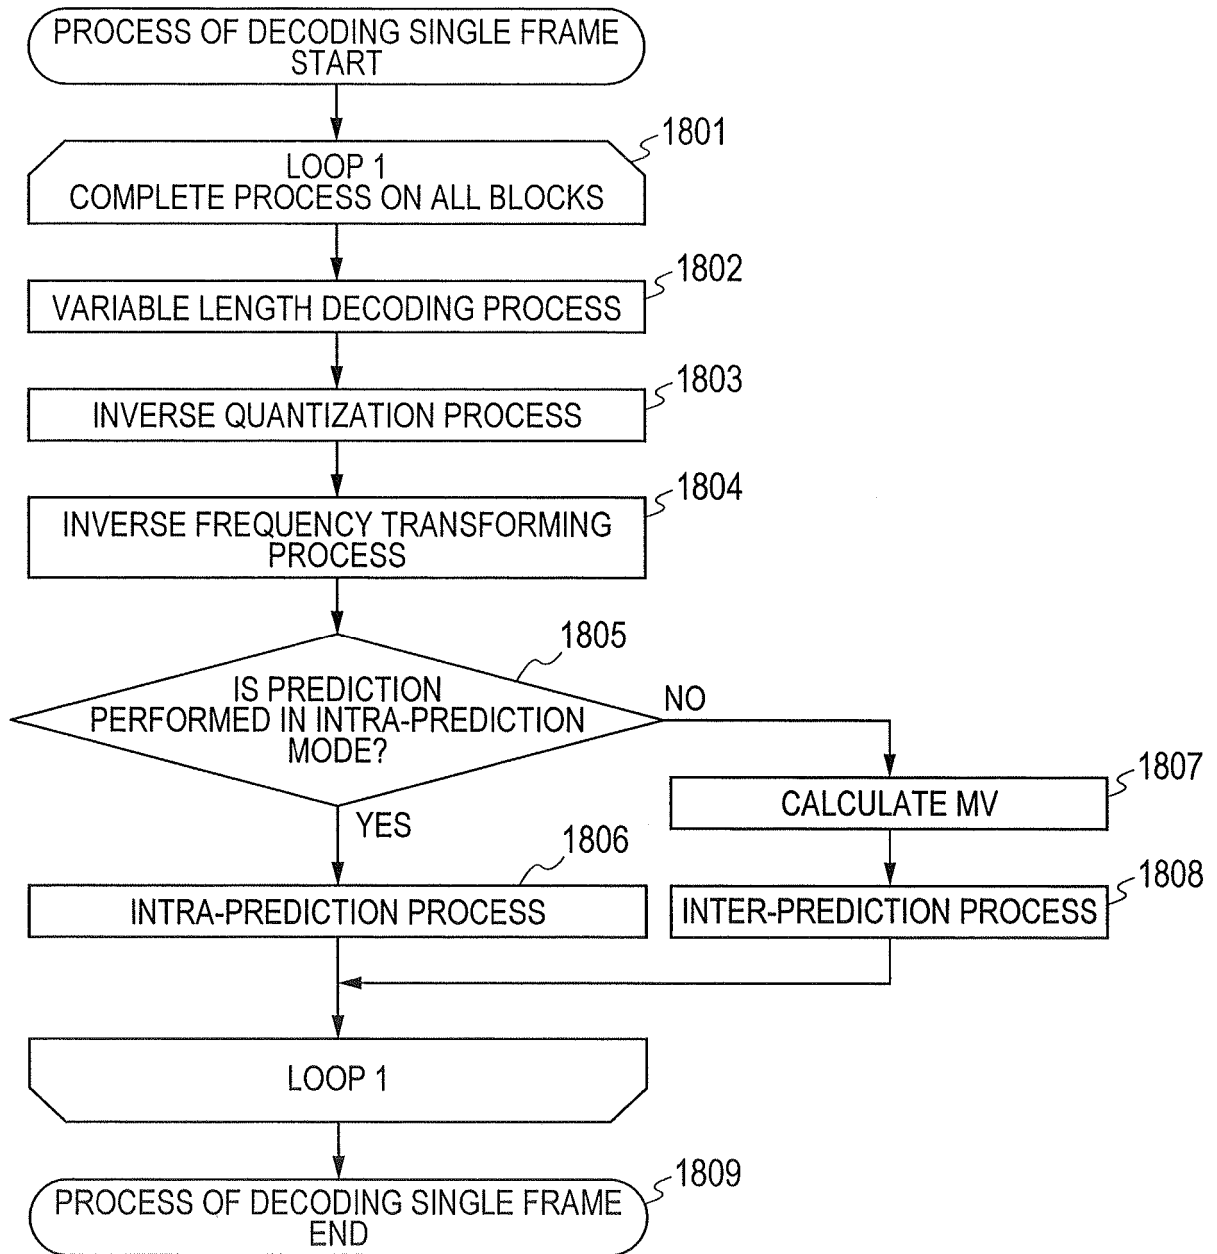 PROCESS OF DECODING SINGLE FRAME
START
1801
LOOP 1
COMPLETE PROCESS ON ALL BLOCKS
1802
VARIABLE LENGTH DECODING PROCESS
1803
INVERSE QUANTIZATION PROCESS
1804
INVERSE FREQUENCY TRANSFORMING
PROCESS
1805
IS PREDICTION
PERFORMED IN INTRA-PREDICTION
MODE?
NO
YES
1807
CALCULATE MV
1806
INTRA-PREDICTION PROCESS
1808
INTER-PREDICTION PROCESS
LOOP 1
1809
PROCESS OF DECODING SINGLE FRAME
END